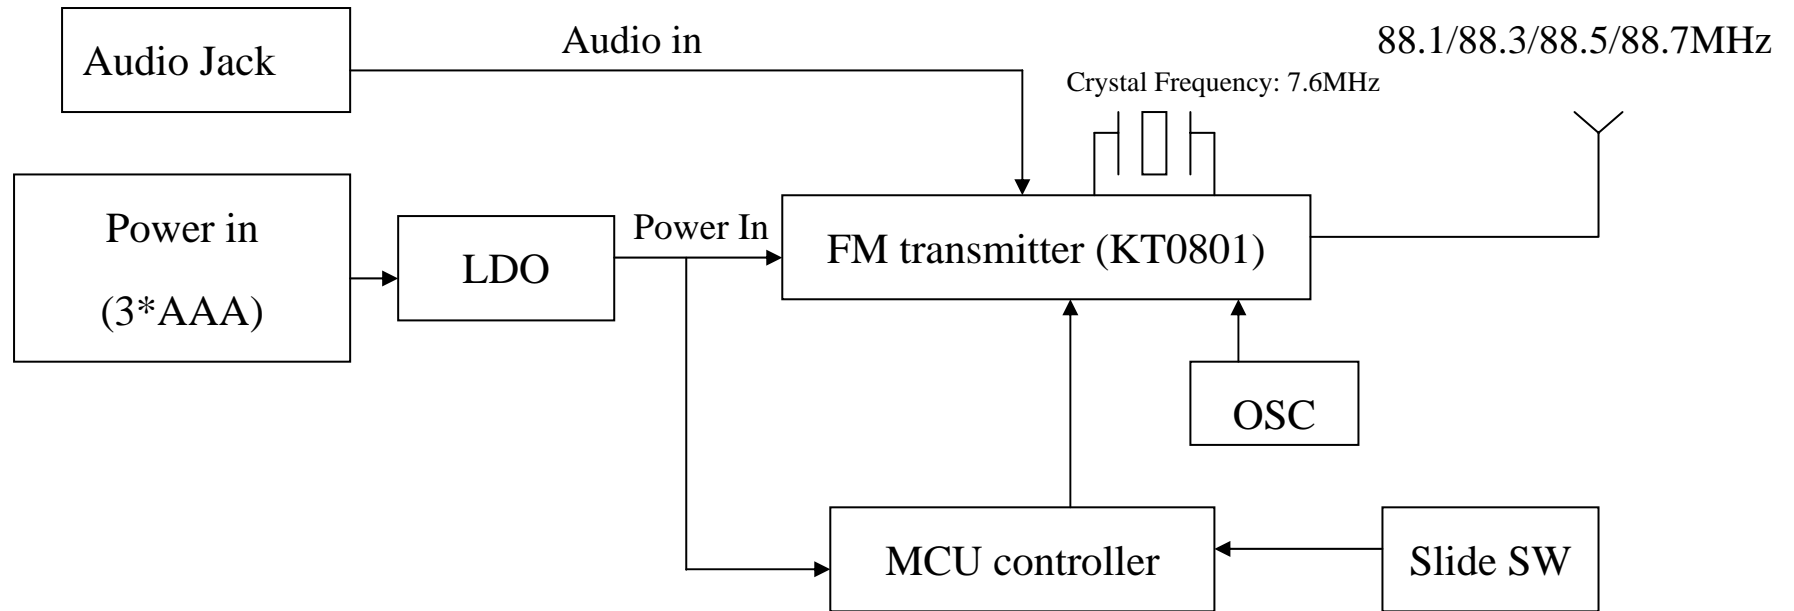 Audio Jack
Audio in
88.1/88.3/88.5/88.7MHz
Crystal Frequency: 7.6MHz
Power in
(3*AAA)
LDO
Power In
FM transmitter (KT0801)
OSC
MCU controller
Slide SW